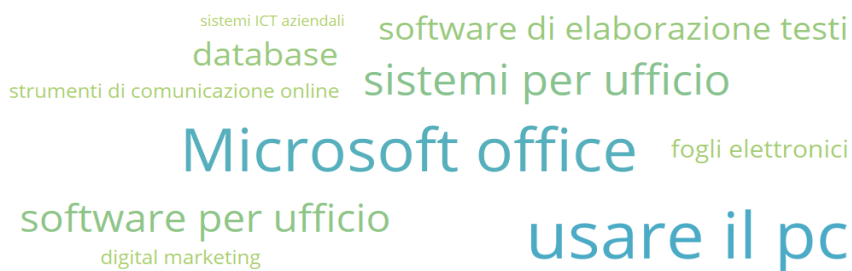 sistemi ICT aziendali
software di elaborazione testi
database
sistemi per ufficio
strumenti di comunicazione online
Microsoft office
fogli elettronici
software per ufficio
usare il pc
digital marketing